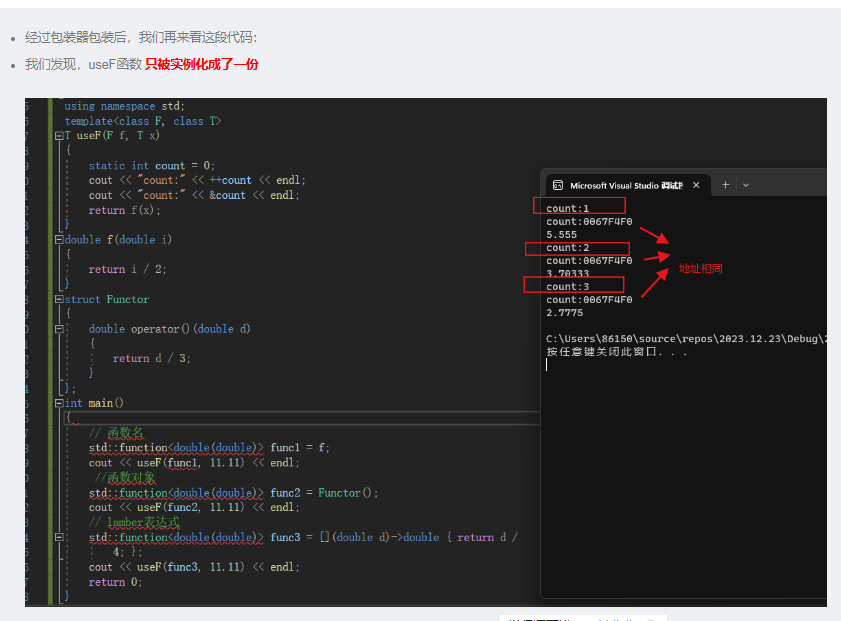 经过包装器包装后，我们再来看这段代码：
我们发现，useF函数 只被实例化成了一份
using namespace std;
template<class F, class T>
T useF(F f, T x)
{
static int count = 0;
cout << "count:" << ++count << endl;
cout << "count:" << &count << endl;
return f(x);
}
double f(double i)
{
return i / 2;
}
struct Functor
{
double operator()(double d)
{
return d / 3;
}
};
int main()
{
// 函数名
std::function<double(double)> func1 = f;
cout << useF(func1, 11.11) << endl;
//函数对象
std::function<double(double)> func2 = Functor();
cout << useF(func2, 11.11) << endl;
// lamber表达式
std::function<double(double)> func3 = [](double d)->double { return d /
4; };
cout << useF(func3, 11.11) << endl;
return 0;
}
Microsoft Visual Studio 调试
count:1
count:0067F4F0
5.555
count:2
count:0067F4F0
3.70333
count:3
count:0067F4F0
2.7775
地址相同
C:\Users\86150\source\repos\2023.12.23\Debug\2
按任意键关闭此窗口. . .